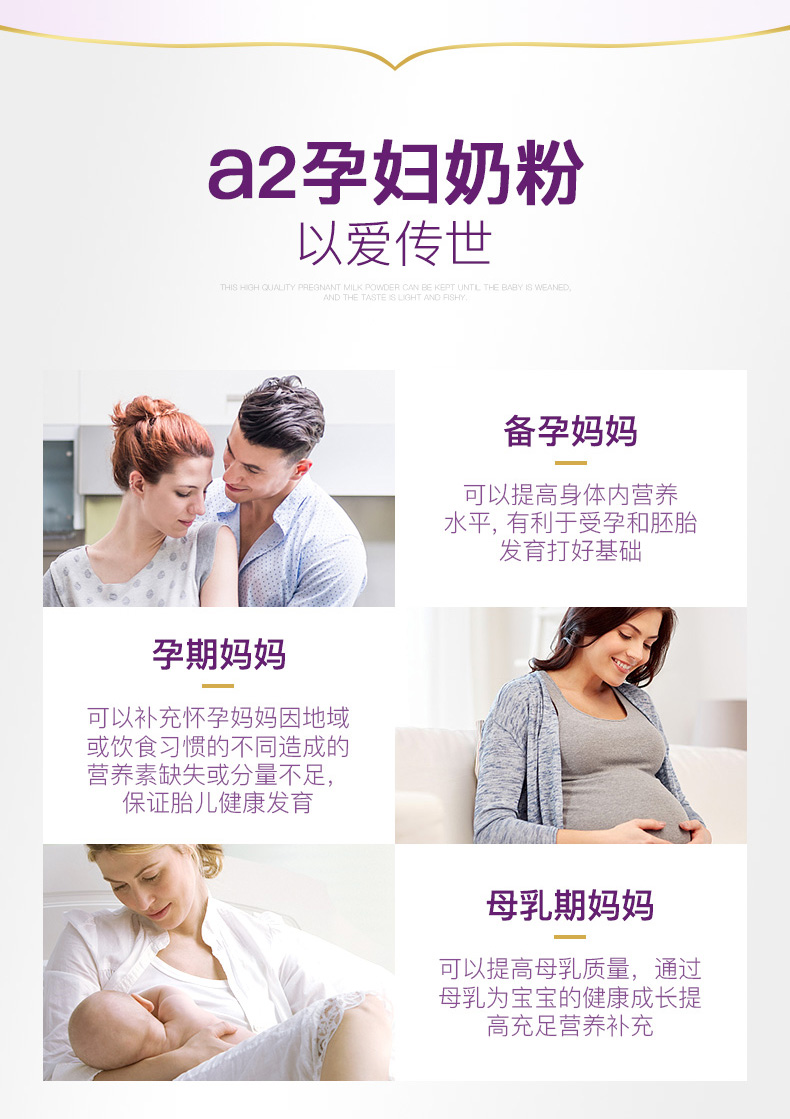 a2孕妇奶粉
以爱传世
THIS HIGH QUALITY PREGNANT MILK POWDER CAN BE KEPT UNTIL THE BABY IS WEANED,
AND THE TASTE IS LIGHT AND FISHY.
备孕妈妈
可以提高身体内营养
水平, 有利于受孕和胚胎
发育打好基础
孕期妈妈
可以补充怀孕妈妈因地域
或饮食习惯的不同造成的
营养素缺失或分量不足,
保证胎儿健康发育
母乳期妈妈
可以提高母乳质量，通过
母乳为宝宝的健康成长提
高充足营养补充